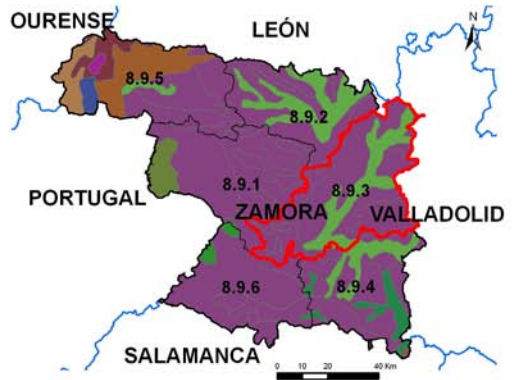 OURENSE
LEÓN
N
8.9.5
8.9.2
8.9.1
PORTUGAL
8.9.3
ZAMORA
VALLADOLID
8.9.6
8.9.4
SALAMANCA
0 10 20 40 Km